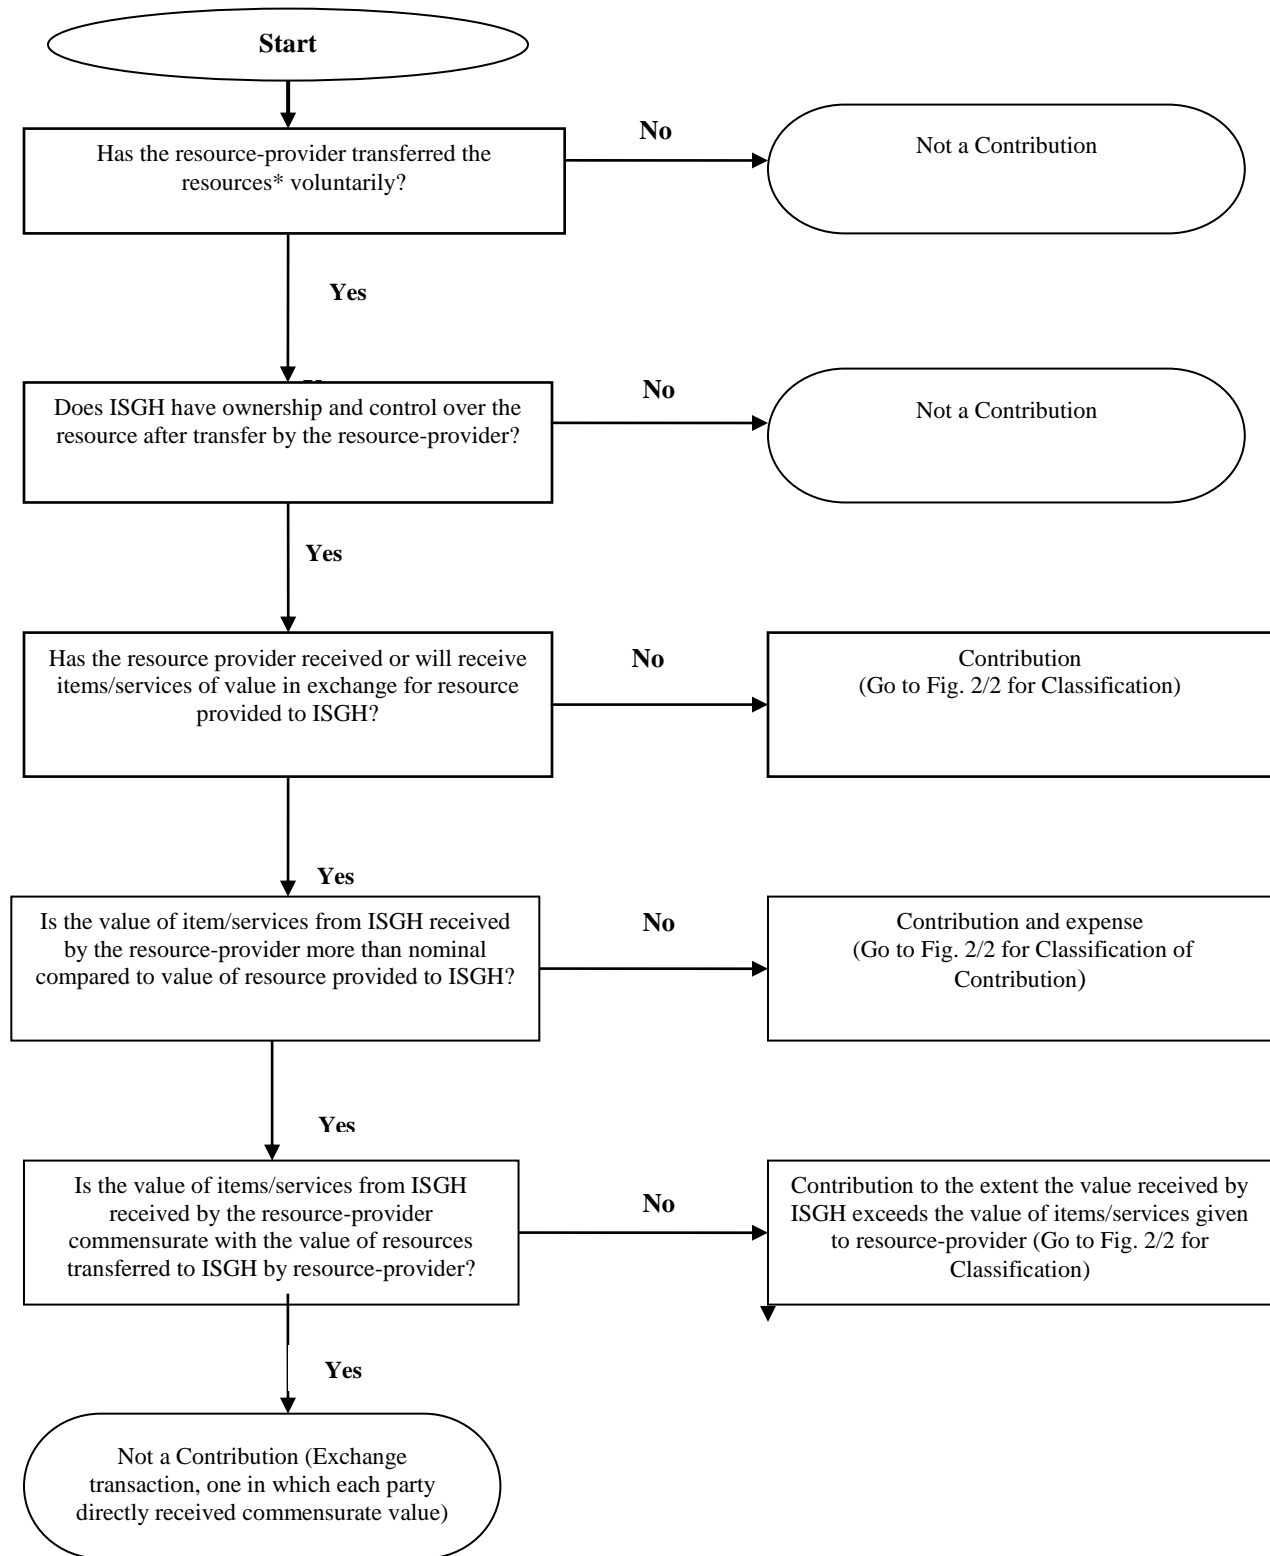 Start
Has the resource-provider transferred the
resources* voluntarily?
No
Not a Contribution
Yes
Does ISGH have ownership and control over the
resource after transfer by the resource-provider?
No
Not a Contribution
Yes
Has the resource provider received or will receive
items/services of value in exchange for resource
provided to ISGH?
No
Contribution
(Go to Fig. 2/2 for Classification)
Yes
Is the value of item/services from ISGH received
by the resource-provider more than nominal
compared to value of resource provided to ISGH?
No
Contribution and expense
(Go to Fig. 2/2 for Classification of
Contribution)
Yes
Is the value of items/services from ISGH
received by the resource-provider
commensurate with the value of resources
transferred to ISGH by resource-provider?
No
Contribution to the extent the value received by
ISGH exceeds the value of items/services given
to resource-provider (Go to Fig. 2/2 for
Classification)
Yes
Not a Contribution (Exchange
transaction, one in which each party
directly received commensurate value)